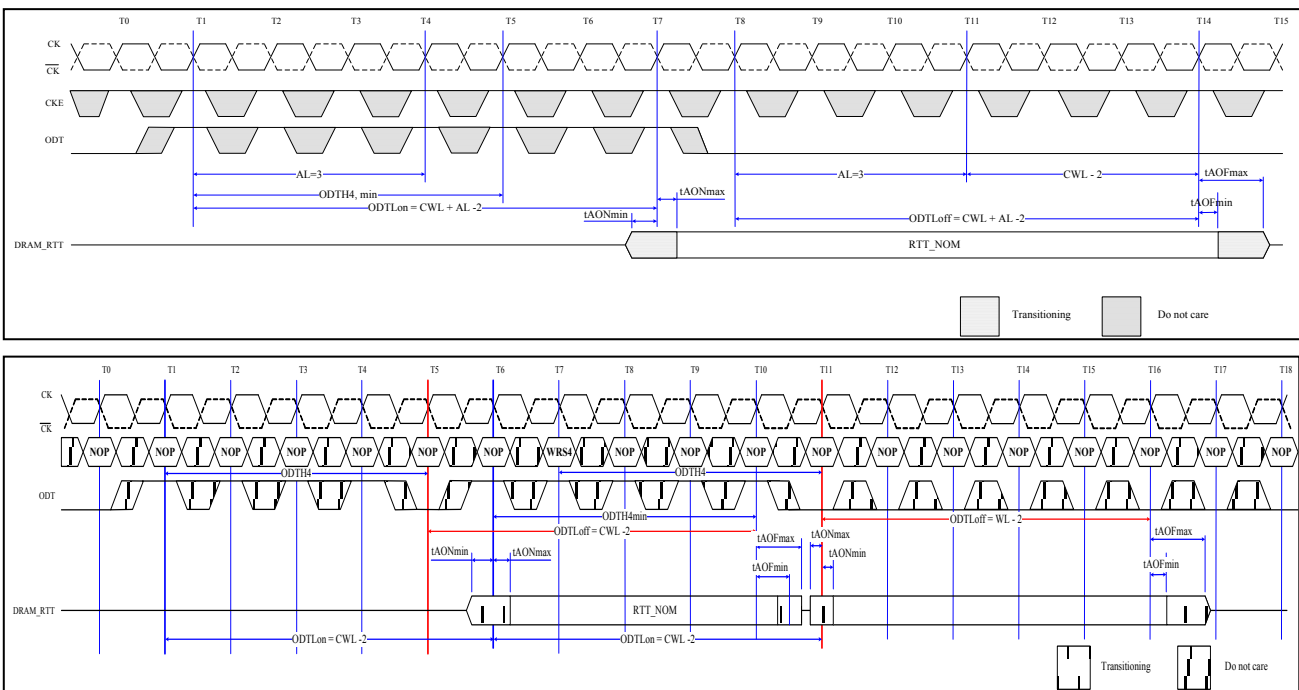 T0 T1 T2 T3 T4 T5 T6 T7 T8 T9 T10 T11 T12 T13 T14 T15
CK
CK
CKE
ODT
AL=3 AL=3 CWL - 2
tAOFmax
ODTH4, min
tAONmax
ODTLon = CWL + AL -2
tAOFmin
tAONmin
ODTLoff = CWL + AL -2
DRAM_RTT
RTT_NOM
Transitioning Do not care
T0 T1 T2 T3 T4 T5 T6 T7 T8 T9 T10 T11 T12 T13 T14 T15 T16 T17 T18
CK
CK
NOP NOP NOP NOP NOP NOP NOP WRS4 NOP NOP NOP NOP NOP NOP NOP NOP NOP NOP NOP
ODTH4 ODTH4
ODT
ODTH4min
ODTLoff = WL - 2
ODTLoff = CWL -2
tAOFmax tAONmax tAOFmax
tAONmin tAONmax tAONmin
tAOFmin tAOFmin
DRAM_RTT
RTT_NOM
ODTLon = CWL -2 ODTLon = CWL -2
Transitioning Do not care